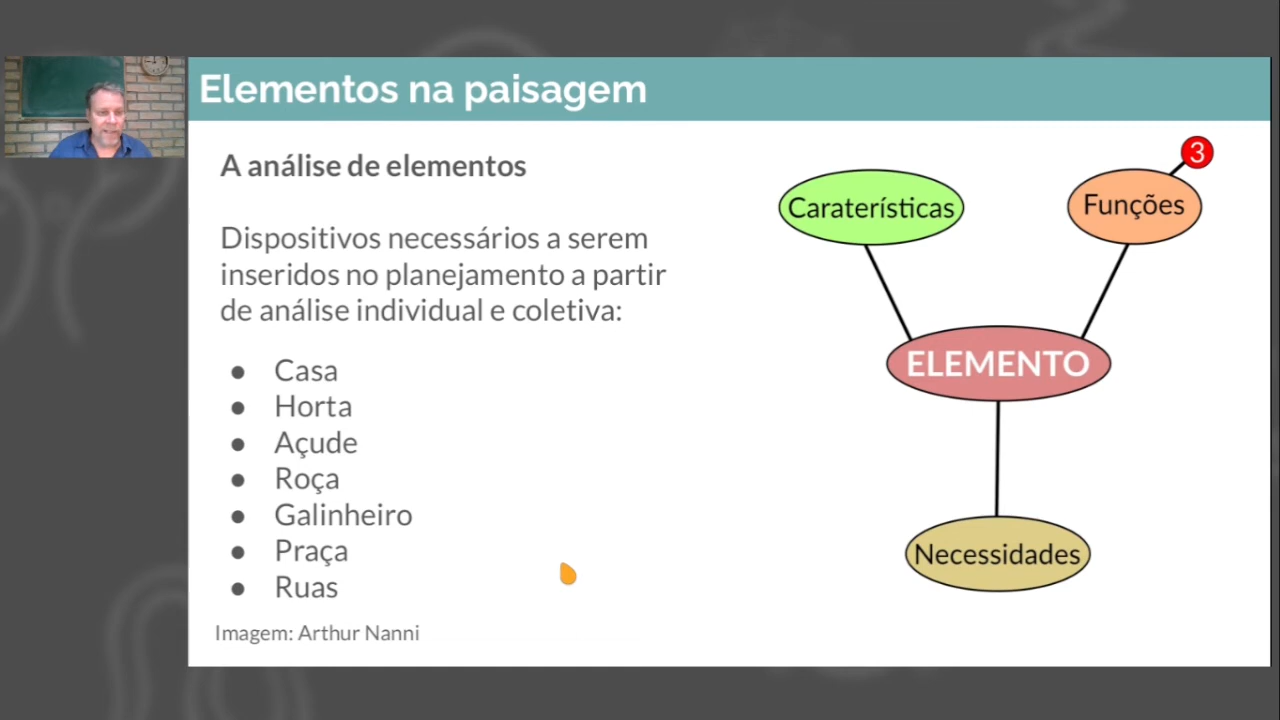 Elementos na paisagem
A análise de elementos
Dispositivos necessários a serem
inseridos no planejamento a partir
de análise individual e coletiva:
● Casa
● Horta
● Açude
● Roça
● Galinheiro
● Praça
● Ruas
Imagem: Arthur Nanni
3
Caraterísticas
Funções
ELEMENTO
Necessidades